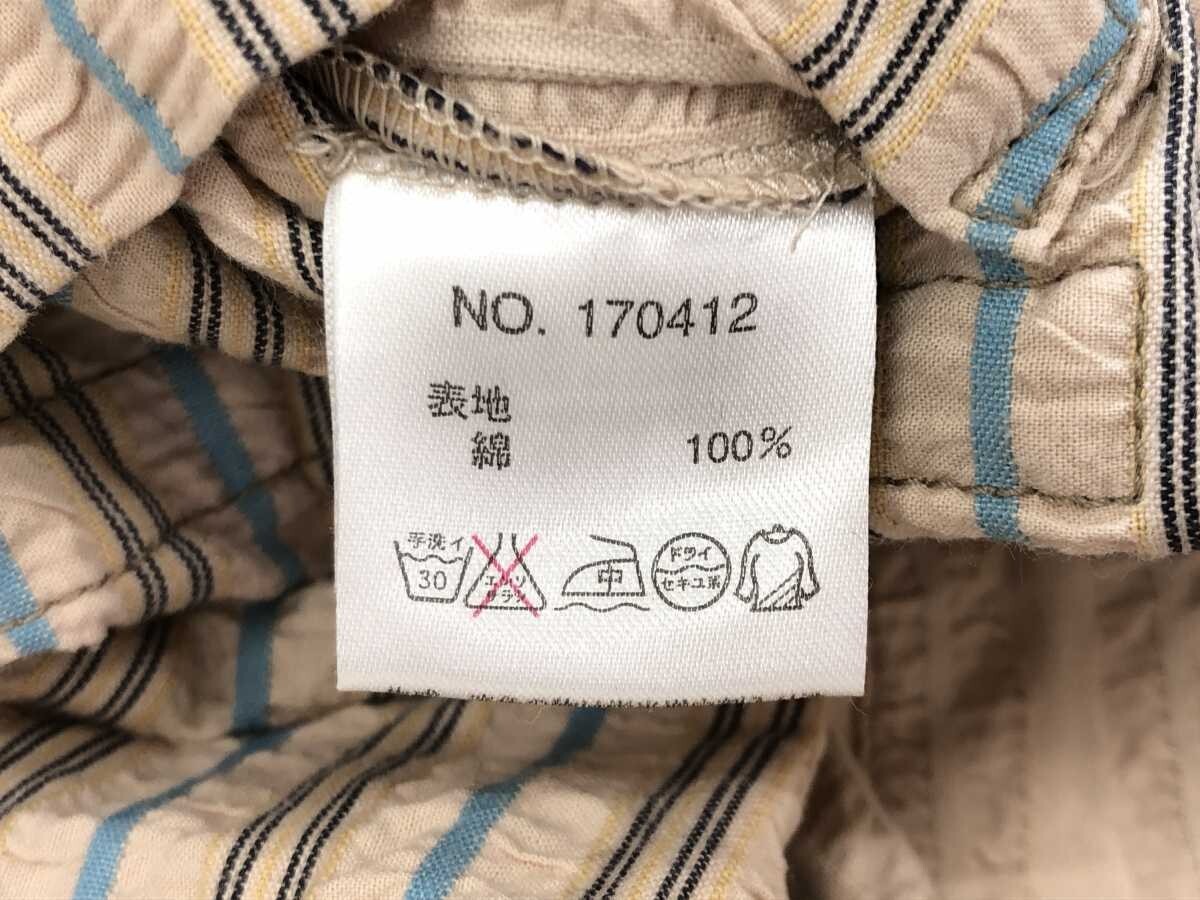 NO. 170412
表地
綿 100%
手洗イ
30
エンソ
サラシ
中
ドライ
セキユ系